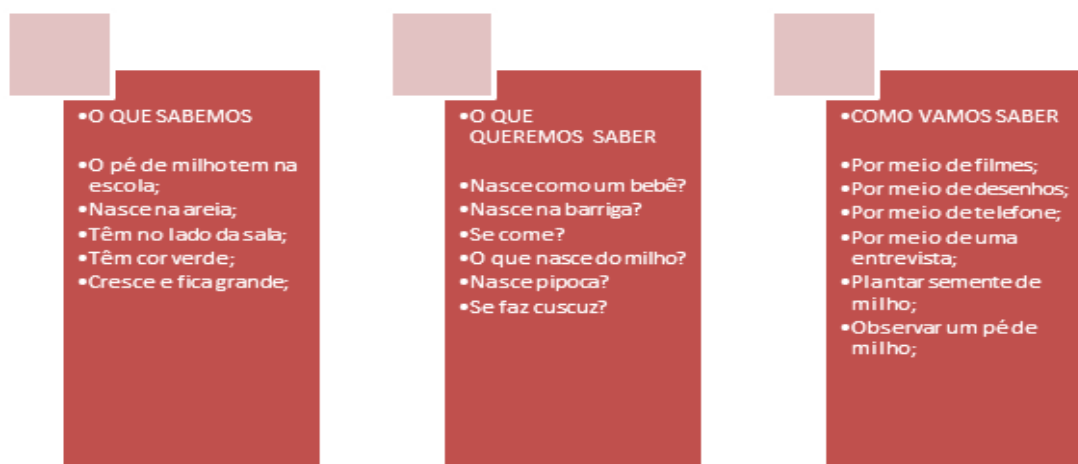 •O QUE SABEMOS
•O pé de milho tem na
escola;
•Nasce na areia;
•Têm no lado da sala;
•Têm cor verde;
•Cresce e fica grande;
•O QUE
QUEREMOS SABER
•Nasce como um bebê?
•Nasce na barriga?
•Se come?
•O que nasce do milho?
•Nasce pipoca?
•Se faz cuscuz?
•COMO VAMOS SABER
•Por meio de filmes;
•Por meio de desenhos;
•Por meio de telefone;
•Por meio de uma
entrevista;
•Plantar semente de
milho;
•Observar um pé de
milho;